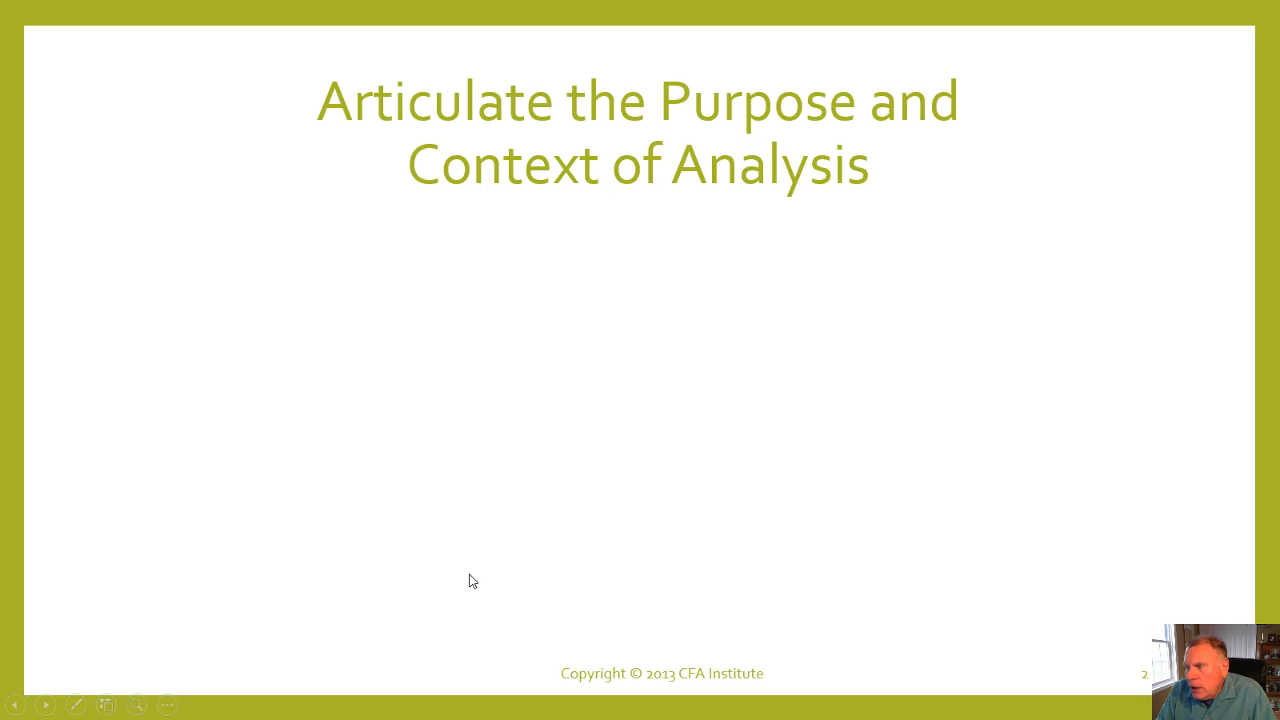 Articulate the Purpose and
Context of Analysis
Copyright © 2013 CFA Institute
2